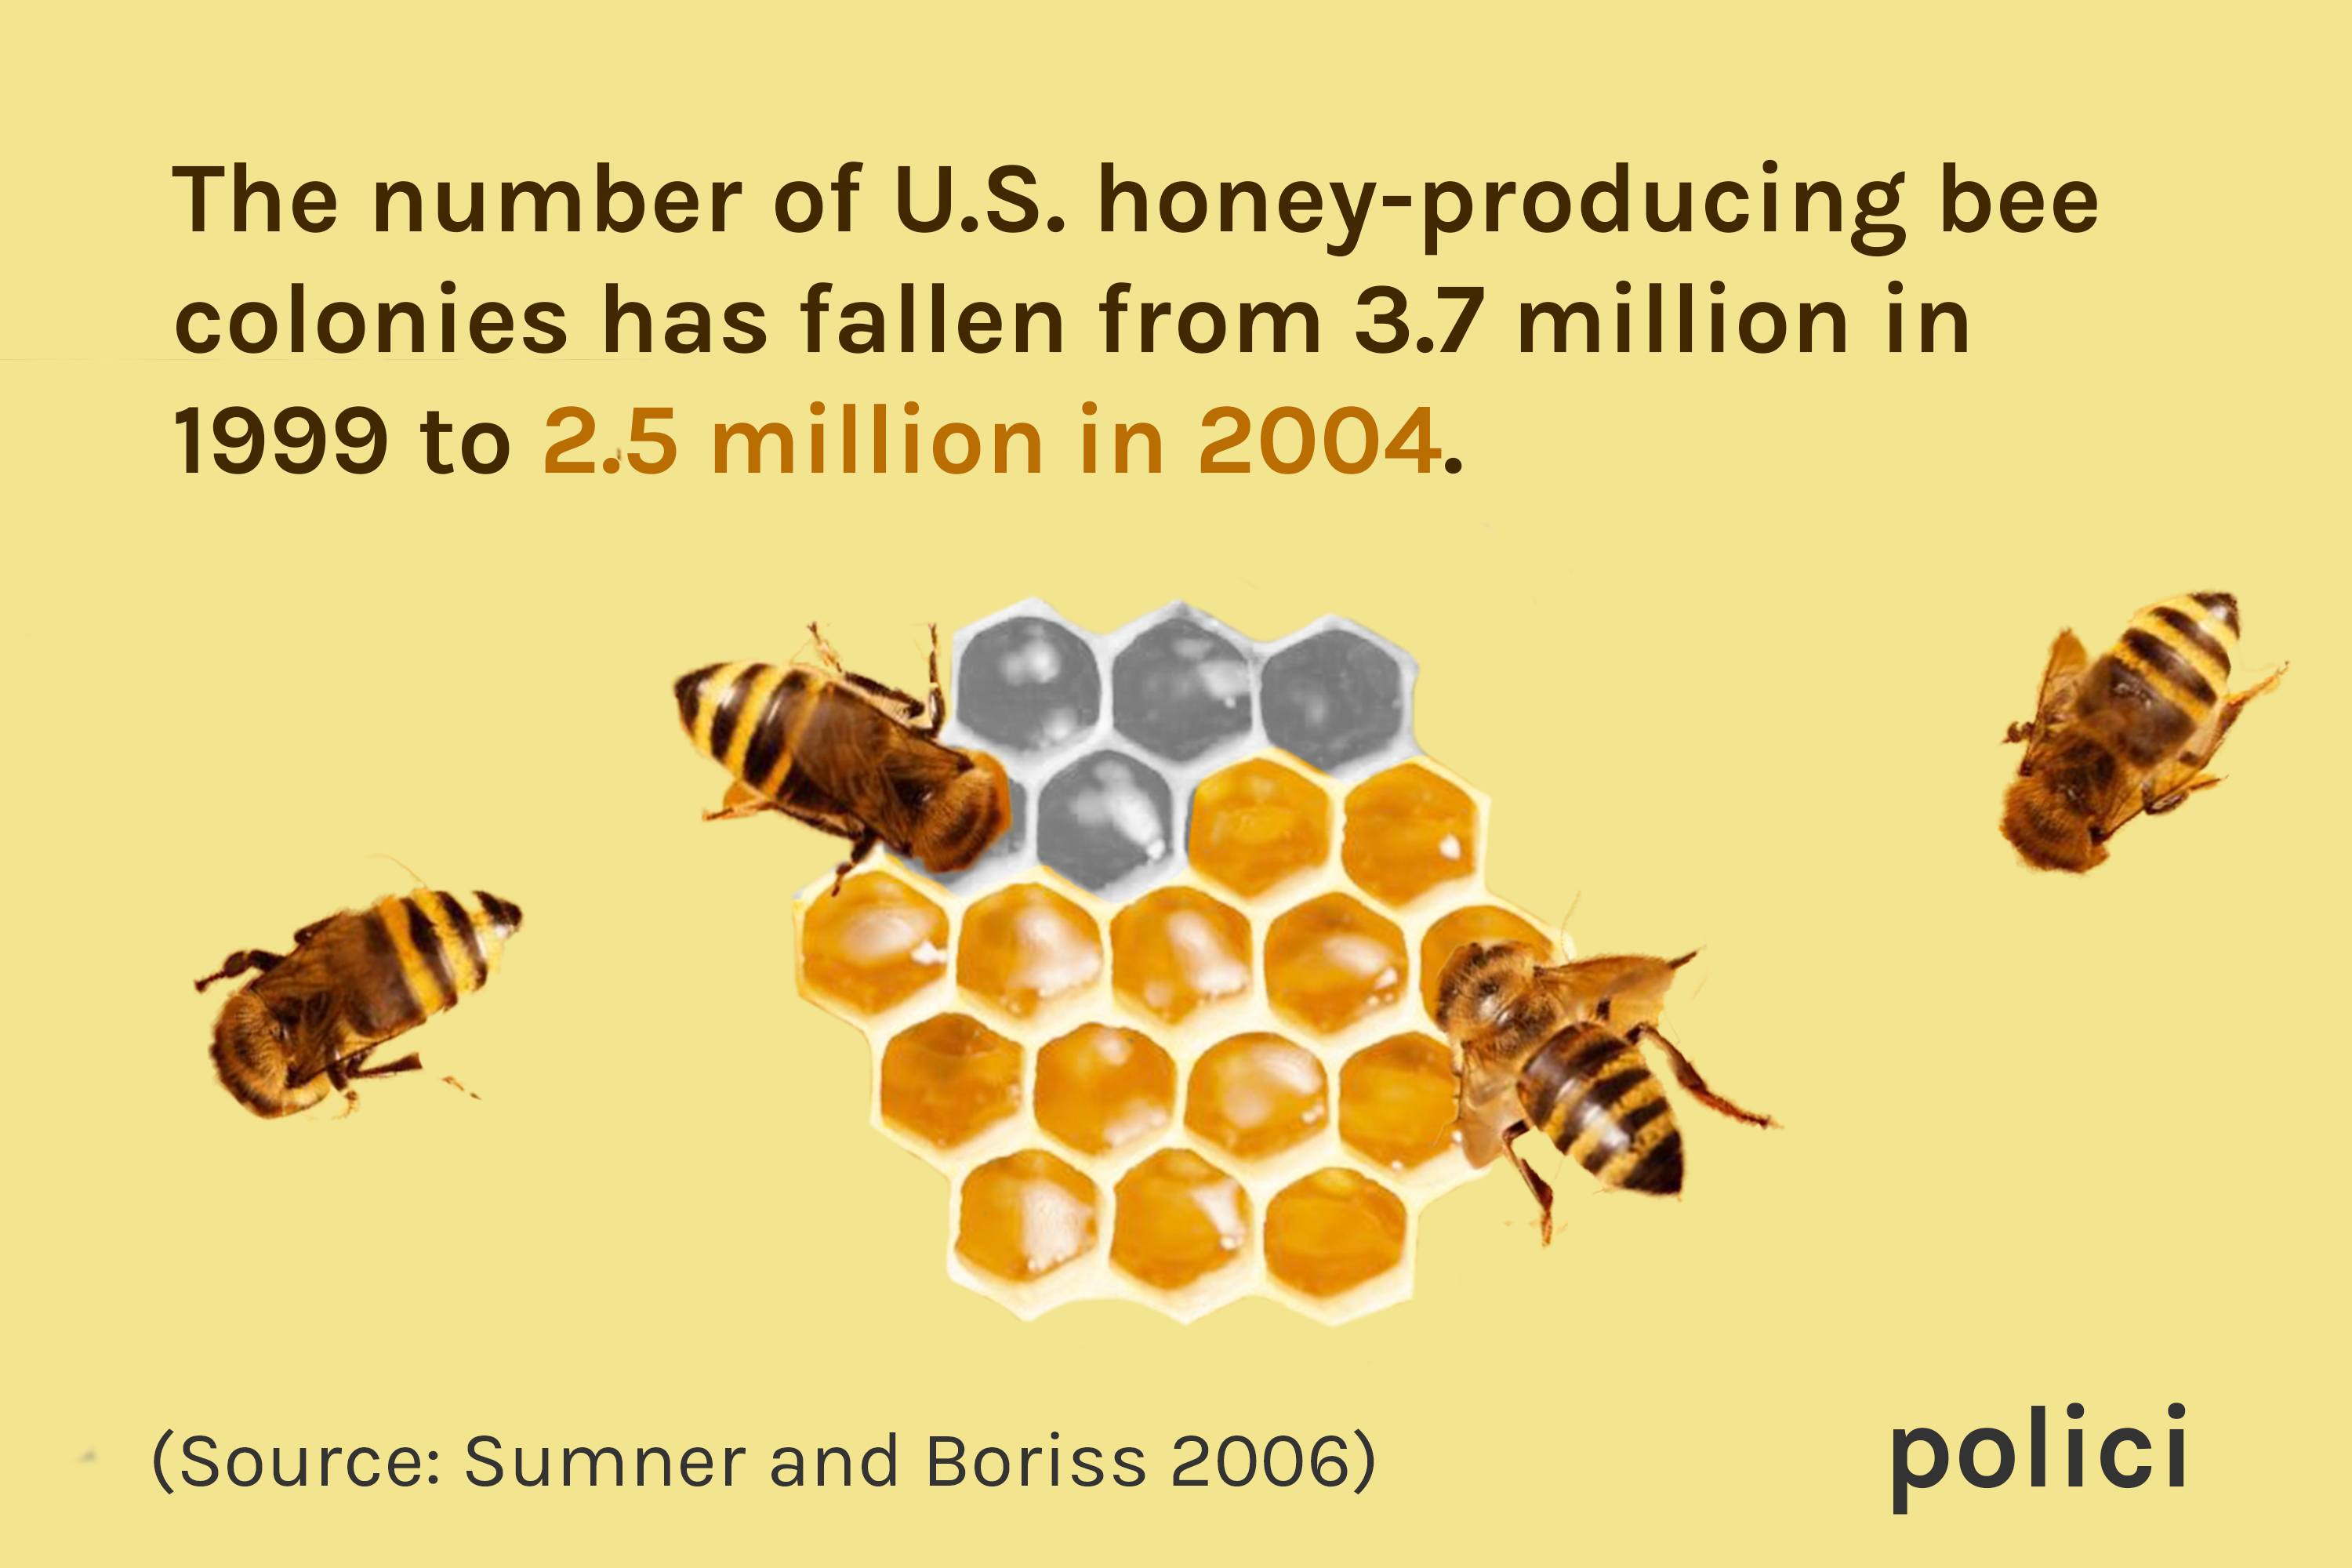 The number of U.S. honey-producing bee
colonies has fallen from 3.7 million in
1999 to 2.5 million in 2004.
(Source: Sumner and Boriss 2006)
polici